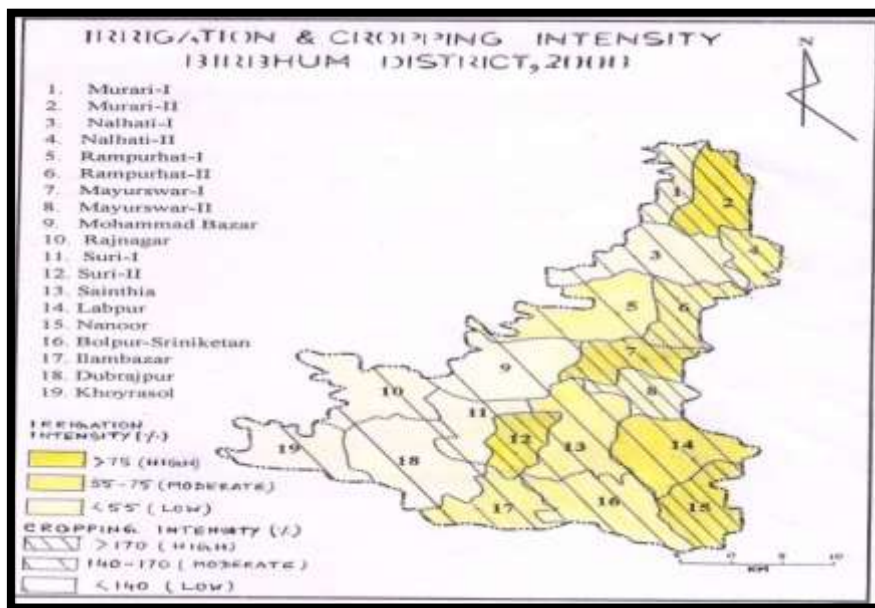 IRRIGATION & CROPPING INTENSITY
BIRBHUM DISTRICT, 2000
N
1. Murari-I
2. Murari-II
3. Nalhati-I
4. Nalhati-II
5. Rampurhat-I
6. Rampurhat-II
7. Mayurswar-I
8. Mayurswar-II
9. Mohammad Bazar
10. Rajnagar
11. Suri-I
12. Suri-II
13. Sainthia
14. Labpur
15. Nanoor
16. Bolpur-Sriniketan
17. Ilambazar
18. Dubrajpur
19. Khoyrasol
1
2
3
4
5
6
7
8
9
10
11
12
13
14
15
16
17
18
19
IRRIGATION
INTENSITY (%)
>75 (HIGH)
55-75 (MODERATE)
<55 (LOW)
CROPPING INTENSITY (%)
>170 (HIGH)
140-170 (MODERATE)
<140 (LOW)
0 10
KM